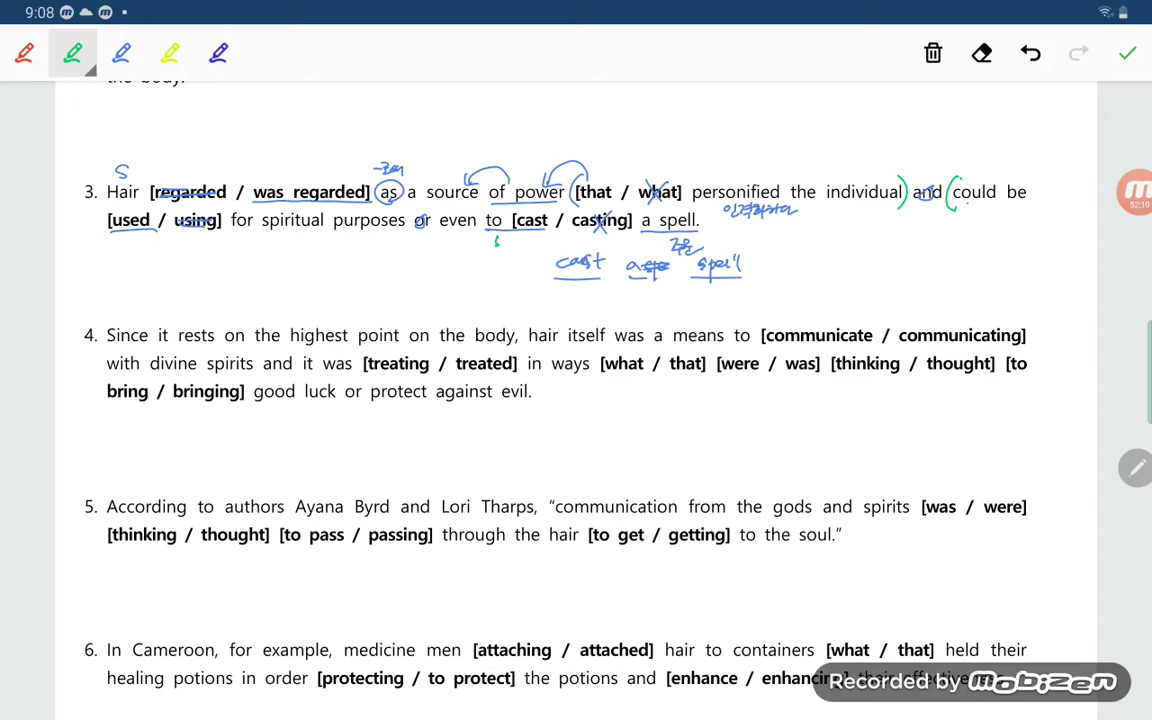 9:08
the body.
S
3. Hair [regarded / was regarded] as a source of power [that / what] personified the individual) and (could be
[used / using] for spiritual purposes or even to [cast / casting] a spell.
인격화하다
주문
cast a spell
4. Since it rests on the highest point on the body, hair itself was a means to [communicate / communicating]
with divine spirits and it was [treating / treated] in ways [what / that] [were / was] [thinking / thought] [to
bring / bringing] good luck or protect against evil.
5. According to authors Ayana Byrd and Lori Tharps, “communication from the gods and spirits [was / were]
[thinking / thought] [to pass / passing] through the hair [to get / getting] to the soul.”
6. In Cameroon, for example, medicine men [attaching / attached] hair to containers [what / that] held their
healing potions in order [protecting / to protect] the potions and [enhance / enhancing] their effectiveness.
Recorded by mobizen
52:10